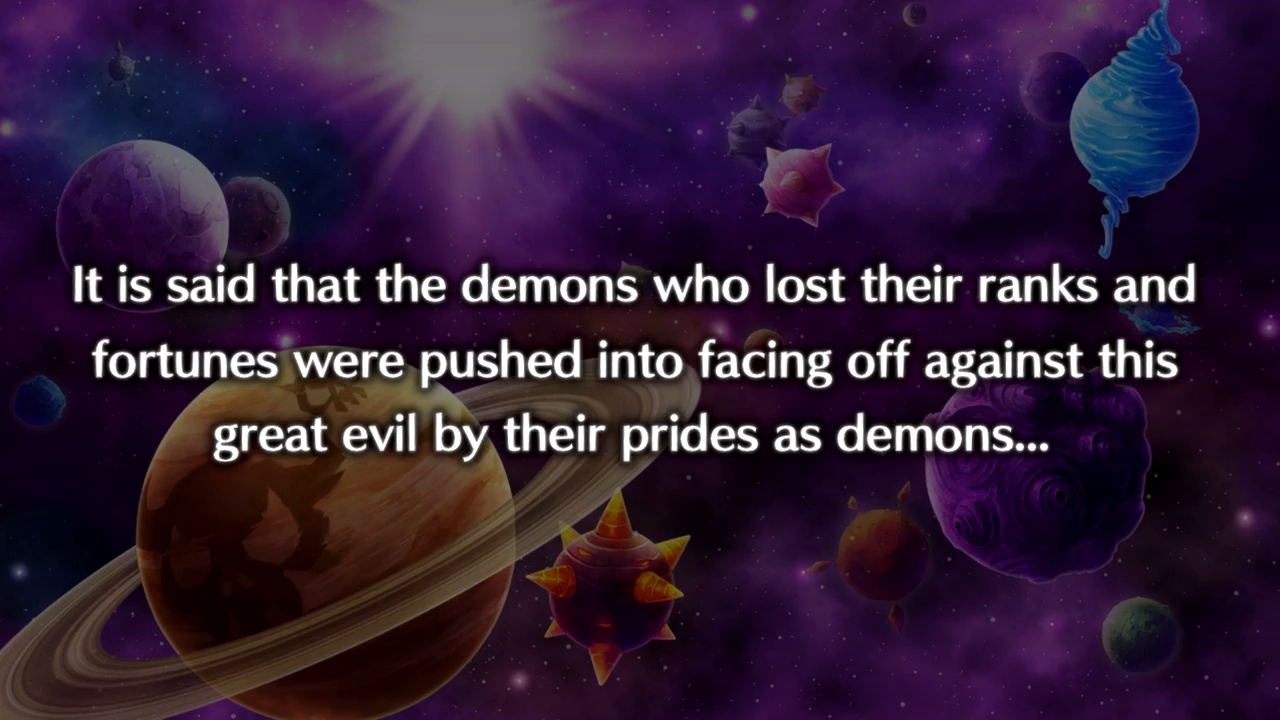 It is said that the demons who lost their ranks and
fortunes were pushed into facing off against this
great evil by their prides as demons...